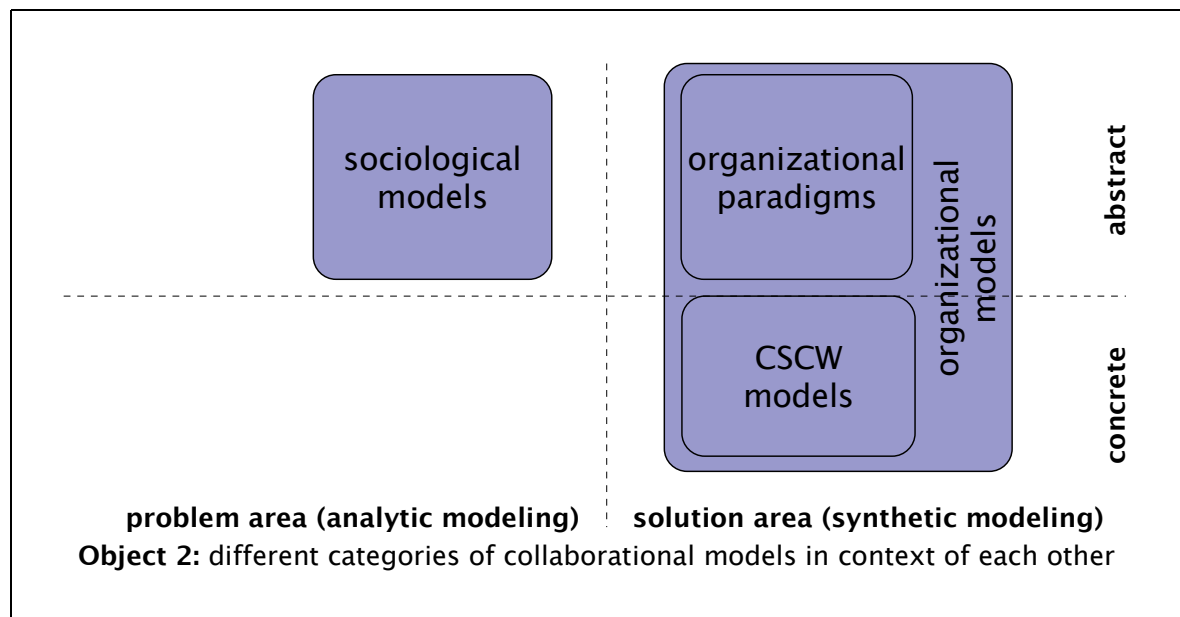 sociological
models
organizational
paradigms
organizational
models
abstract
CSCW
models
concrete
problem area (analytic modeling)
solution area (synthetic modeling)
Object 2: different categories of collaborational models in context of each other